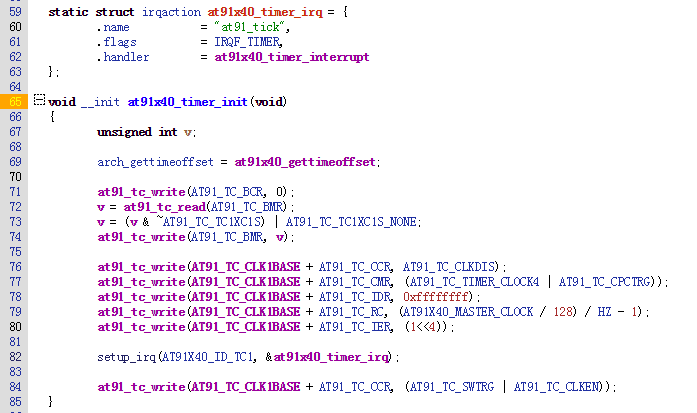 59 static struct irqaction at91x40_timer_irq = {
60 .name = "at91_tick",
61 .flags = IRQF_TIMER,
62 .handler = at91x40_timer_interrupt
63 };
64
65 void __init at91x40_timer_init(void)
66 {
67 unsigned int v;
68
69 arch_gettimeoffset = at91x40_gettimeoffset;
70
71 at91_tc_write(AT91_TC_BCR, 0);
72 v = at91_tc_read(AT91_TC_BMR);
73 v = (v & ~AT91_TC_TC1XC1S) | AT91_TC_TC1XC1S_NONE;
74 at91_tc_write(AT91_TC_BMR, v);
75
76 at91_tc_write(AT91_TC_CLK1BASE + AT91_TC_CCR, AT91_TC_CLKDIS);
77 at91_tc_write(AT91_TC_CLK1BASE + AT91_TC_CMR, (AT91_TC_TIMER_CLOCK4 | AT91_TC_CPCTRG));
78 at91_tc_write(AT91_TC_CLK1BASE + AT91_TC_IDR, 0xffffffff);
79 at91_tc_write(AT91_TC_CLK1BASE + AT91_TC_RC, (AT91X40_MASTER_CLOCK / 128) / HZ - 1);
80 at91_tc_write(AT91_TC_CLK1BASE + AT91_TC_IER, (1<<4));
81
82 setup_irq(AT91X40_ID_TC1, &at91x40_timer_irq);
83
84 at91_tc_write(AT91_TC_CLK1BASE + AT91_TC_CCR, (AT91_TC_SWTRG | AT91_TC_CLKEN));
85 }